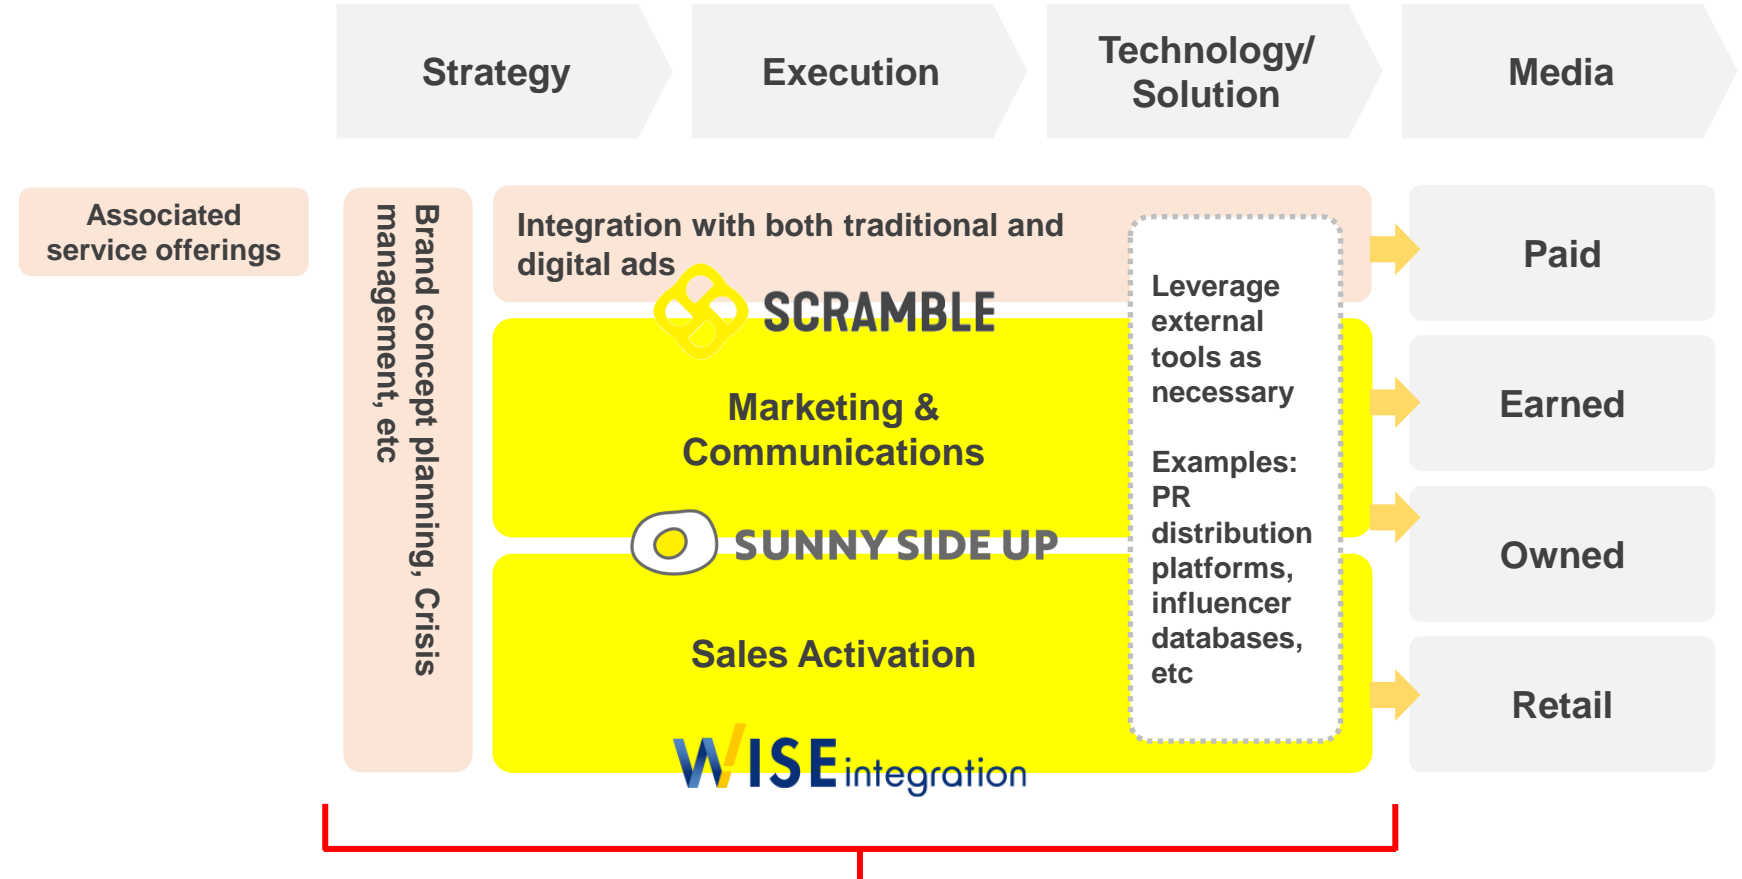 Strategy
Execution
Technology/
Solution
Media
Associated
service offerings
Brand concept planning, Crisis
management, etc
Integration with both traditional and
digital ads
SCRAMBLE
Marketing &
Communications
SUNNY SIDE UP
Sales Activation
WISE integration
Leverage
external
tools as
necessary
Examples:
PR
distribution
platforms,
influencer
databases,
etc
Paid
Earned
Owned
Retail